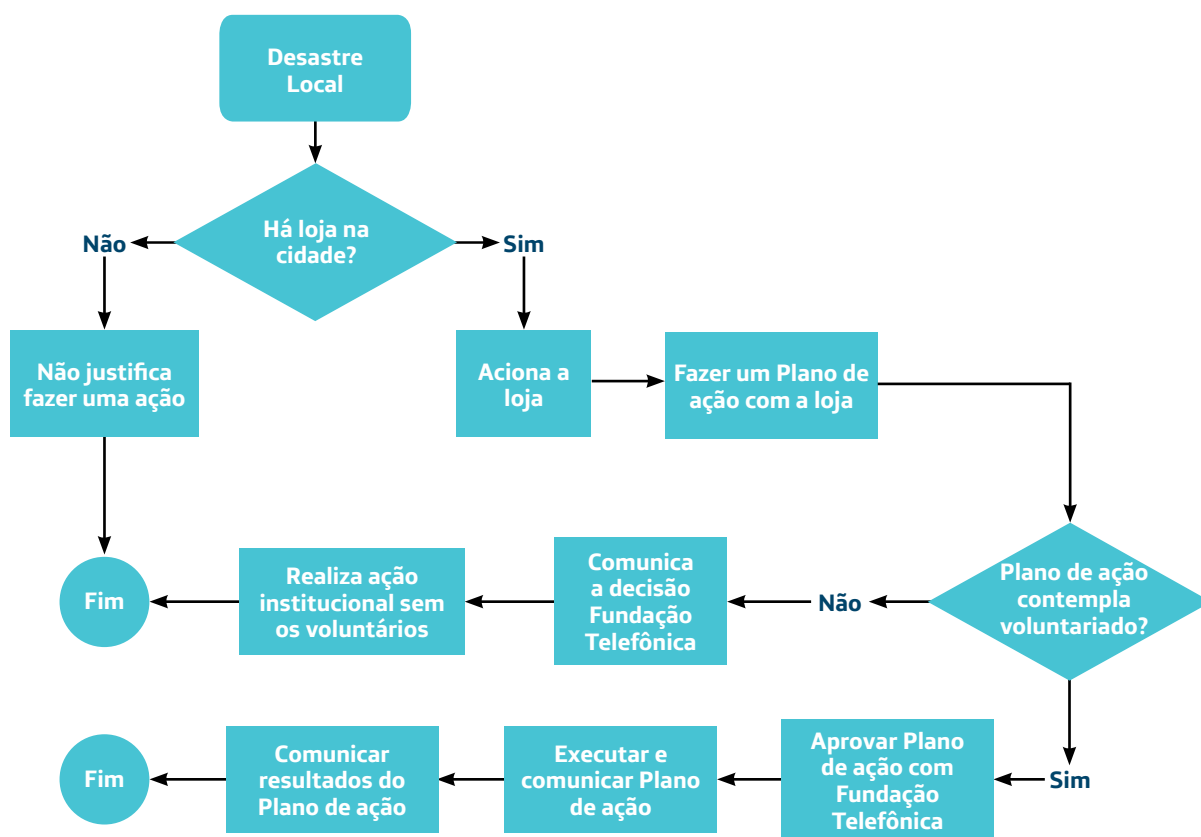 Desastre
Local
Há loja na
cidade?
Não
Sim
Não justifica
fazer uma ação
Aciona a
loja
Fazer um Plano de
ação com a loja
Plano de ação
contempla
voluntariado?
Não
Comunica
a decisão
Fundação
Telefônica
Realiza ação
institucional sem
os voluntários
Fim
Sim
Aprovar Plano
de ação com
Fundação
Telefônica
Executar e
comunicar Plano
de ação
Comunicar
resultados do
Plano de ação
Fim